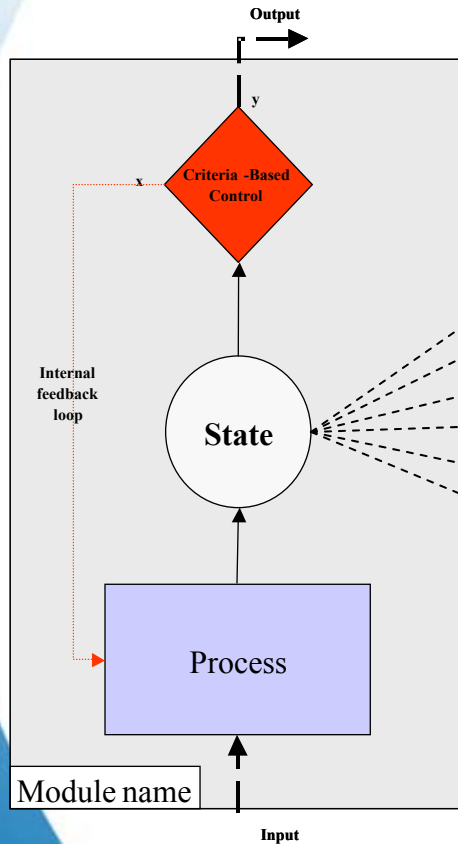 Output
y
x
Criteria -Based
Control
Internal
feedback
loop
State
Process
Module name
Input